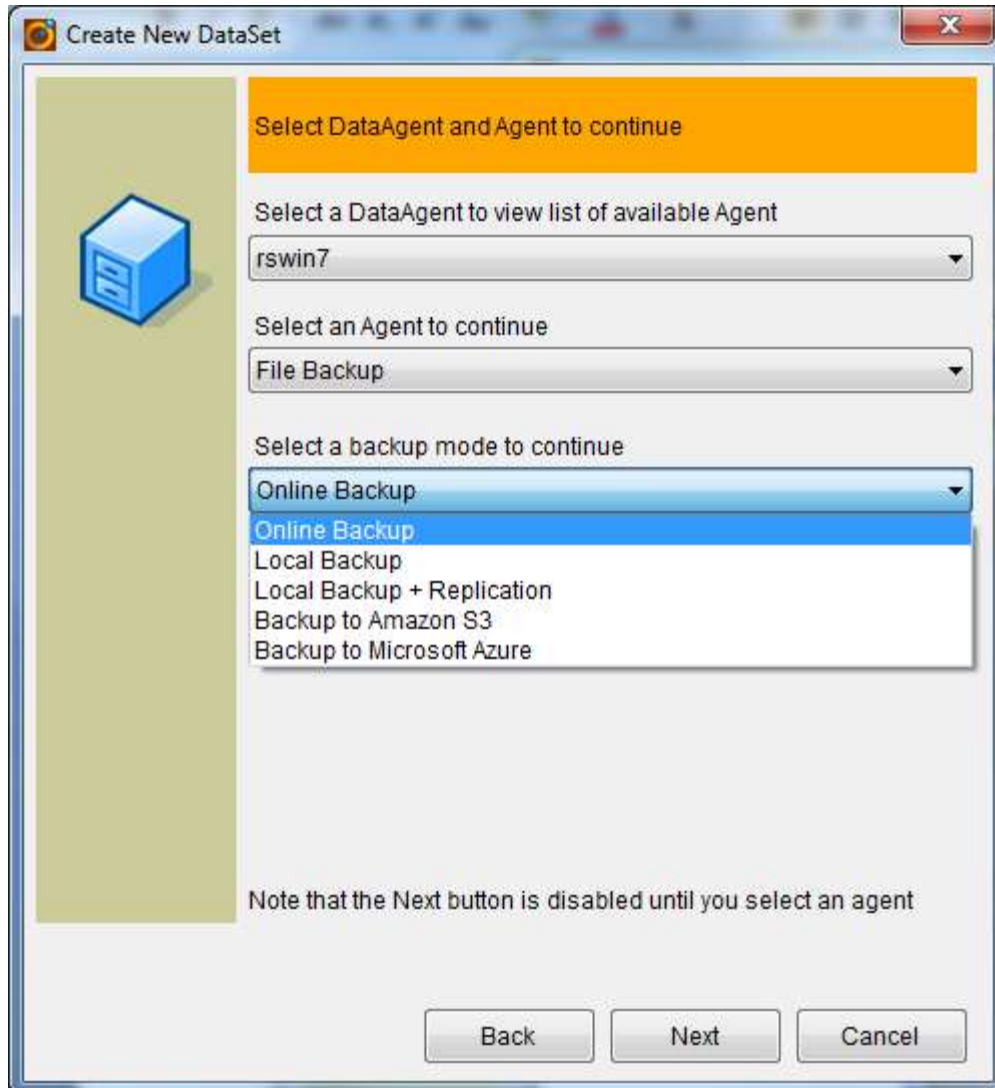 Create New DataSet
Select DataAgent and Agent to continue
Select a DataAgent to view list of available Agent
rswin7
Select an Agent to continue
File Backup
Select a backup mode to continue
Online Backup
Online Backup
Local Backup
Local Backup + Replication
Backup to Amazon S3
Backup to Microsoft Azure
Note that the Next button is disabled until you select an agent
Back Next Cancel